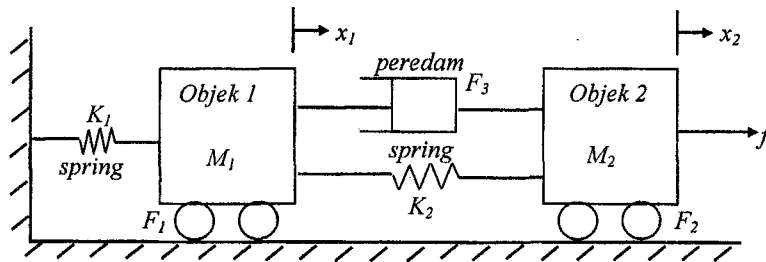 x₁
x₂
peredam
F₃
Objek 1
Objek 2
K₁
spring
M₁
spring
K₂
M₂
f
F₁
F₂